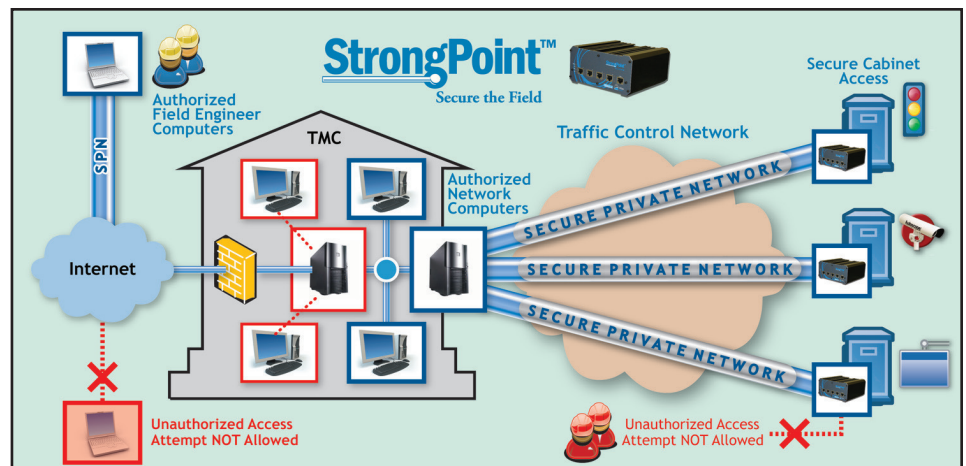 StrongPoint™
Secure the Field
Authorized
Field Engineer
Computers
SPN
Internet
TMC
Authorized
Network
Computers
Traffic Control Network
Secure Cabinet
Access
SECURE PRIVATE NETWORK
SECURE PRIVATE NETWORK
SECURE PRIVATE NETWORK
Unauthorized Access
Attempt NOT Allowed
Unauthorized Access
Attempt NOT Allowed